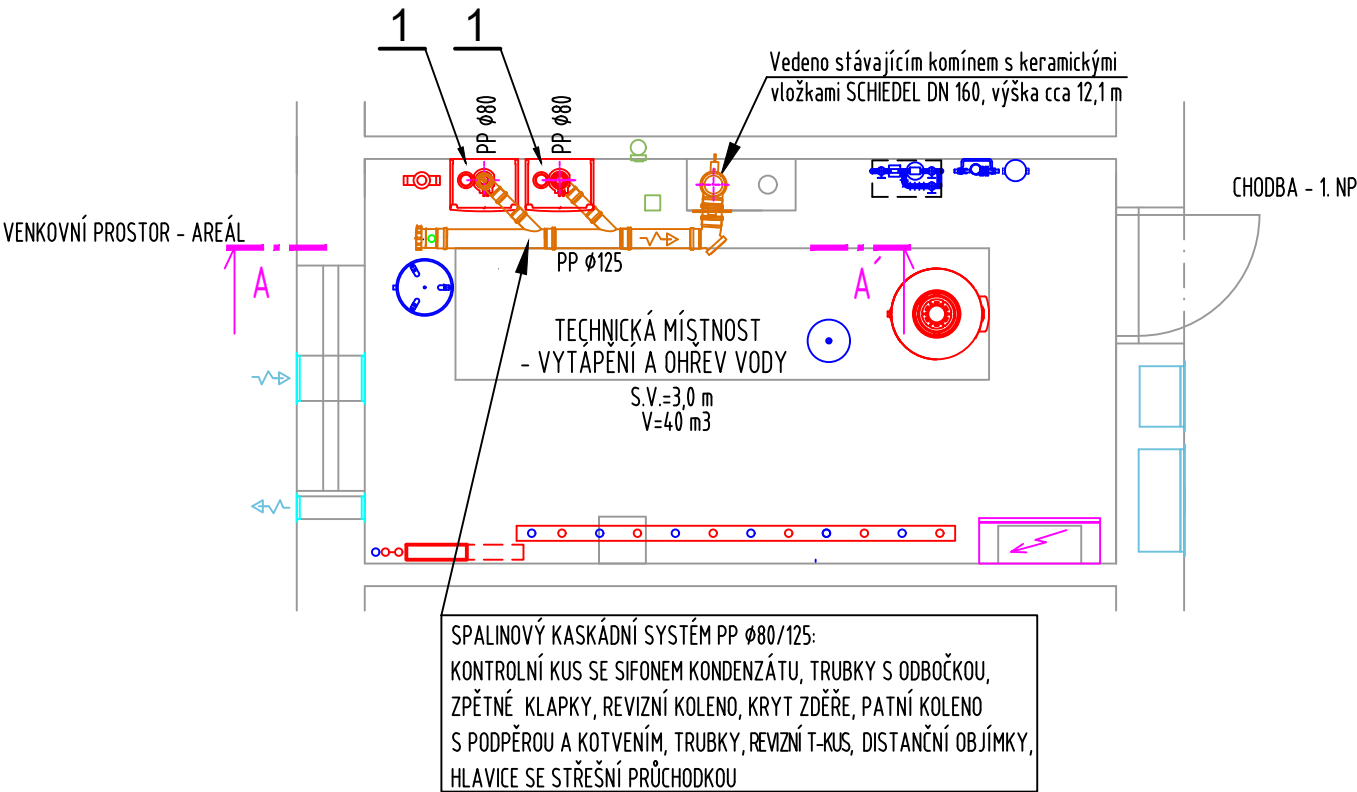 1
1
Vedeno stávajícím komínem s keramickými
vložkami SCHIEDEL DN 160, výška cca 12,1 m
PP Ø80
PP Ø80
CHODBA - 1. NP
VENKOVNÍ PROSTOR - AREÁL
PP Ø125
A
A´
TECHNICKÁ MÍSTNOST
- VYTÁPĚNÍ A OHŘEV VODY
S.V.=3,0 m
V=40 m3
SPALINOVÝ KASKÁDNÍ SYSTÉM PP Ø80/125:
KONTROLNÍ KUS SE SIFONEM KONDENZÁTU, TRUBKY S ODBOČKOU,
ZPĚTNÉ KLAPKY, REVIZNÍ KOLENO, KRYT ZDĚŘE, PATNÍ KOLENO
S PODPĚROU A KOTVENÍM, TRUBKY, REVIZNÍ T-KUS, DISTANČNÍ OBJÍMKY,
HLAVICE SE STŘEŠNÍ PRŮCHODKOU